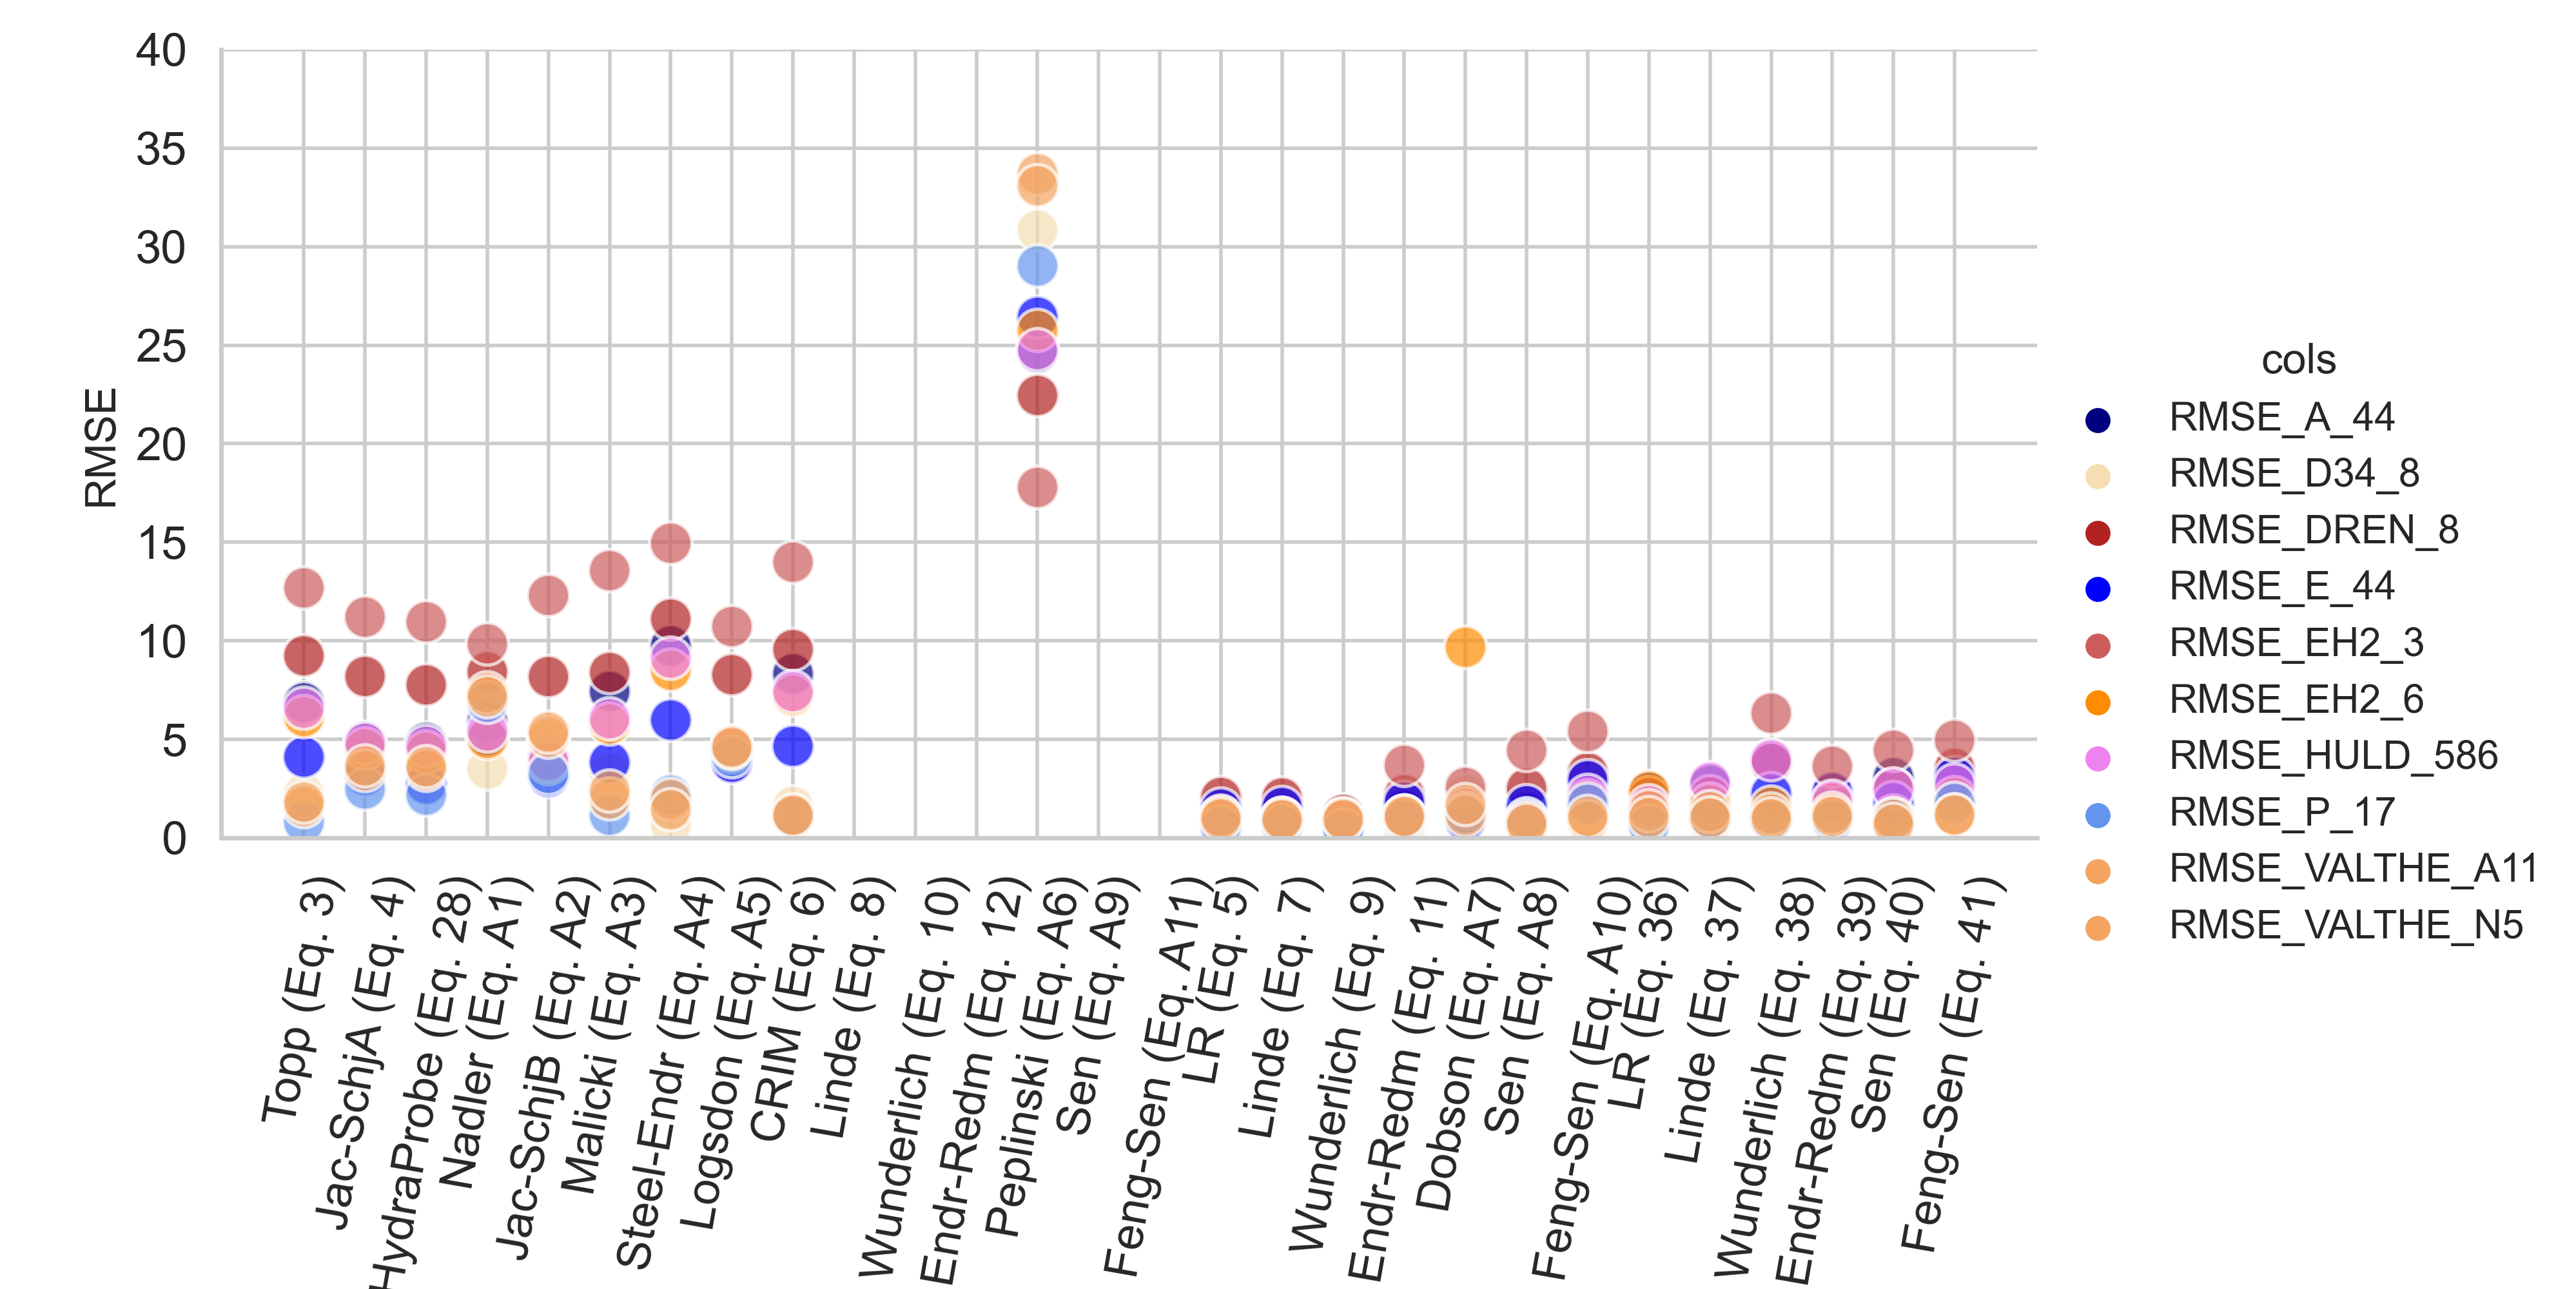 40
35
30
25
20
15
10
5
0
RMSE
Topp (Eq. 3)
Jac-SchjA (Eq. 4)
HydraProbe (Eq. 28)
Nadler (Eq. A1)
Jac-SchjB (Eq. A2)
Malicki (Eq. A3)
Steel-Endr (Eq. A4)
Logsdon (Eq. A5)
CRIM (Eq. 6)
Linde (Eq. 8)
Wunderlich (Eq. 10)
Endr-Redm (Eq. 12)
Peplinski (Eq. A6)
Sen (Eq. A9)
Feng-Sen (Eq. A11)
LR (Eq. 5)
Linde (Eq. 7)
Wunderlich (Eq. 9)
Endr-Redm (Eq. 11)
Dobson (Eq. A7)
Sen (Eq. A8)
Feng-Sen (Eq. A10)
LR (Eq. 36)
Linde (Eq. 37)
Wunderlich (Eq. 38)
Endr-Redm (Eq. 39)
Sen (Eq. 40)
Feng-Sen (Eq. 41)
cols
RMSE_A_44
RMSE_D34_8
RMSE_DREN_8
RMSE_E_44
RMSE_EH2_3
RMSE_EH2_6
RMSE_HULD_586
RMSE_P_17
RMSE_VALTHE_A11
RMSE_VALTHE_N5